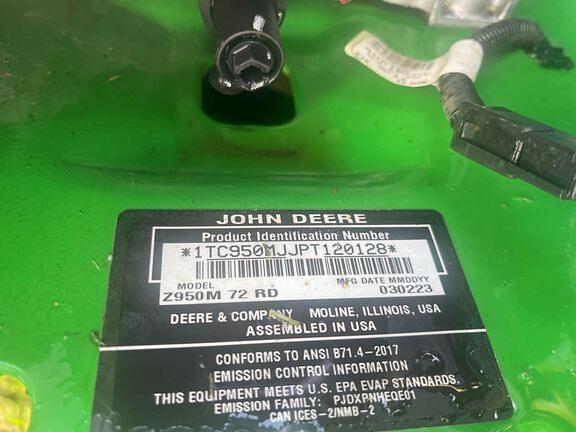 JOHN DEERE
Product Identification Number
*1TC950MJJPT120128*
MODEL MFG DATE MMDDYY
Z950M 72 RD 030223
DEERE & COMPANY MOLINE, ILLINOIS, USA
ASSEMBLED IN USA
CONFORMS TO ANSI B71.4-2017
EMISSION CONTROL INFORMATION
THIS EQUIPMENT MEETS U.S. EPA EVAP STANDARDS.
EMISSION FAMILY: PJDXPNHEQE01
CAN ICES-2/NMB-2